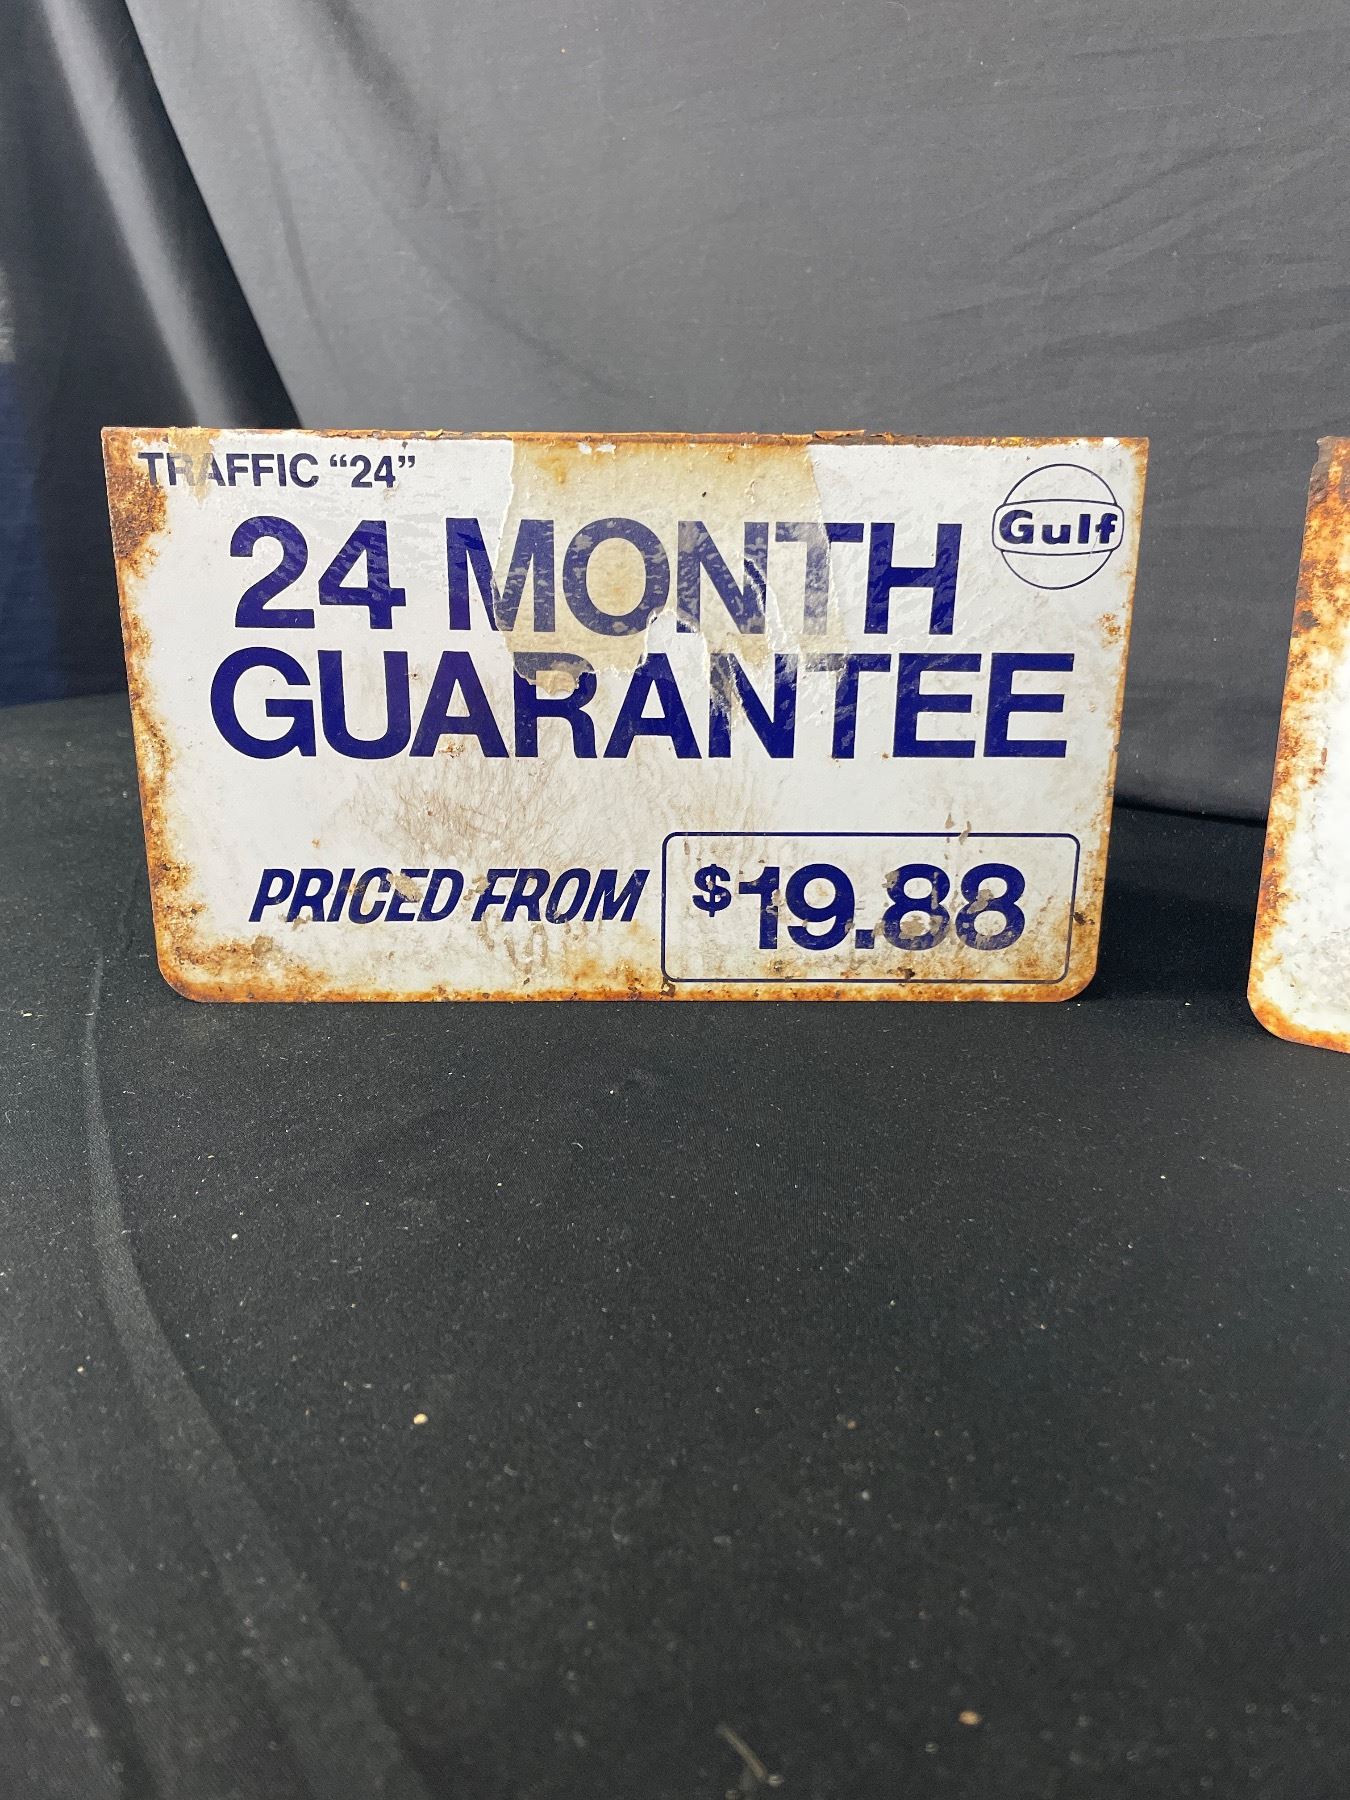 TRAFFIC “24”
Gulf
24 MONTH
GUARANTEE
PRICED FROM $19.88